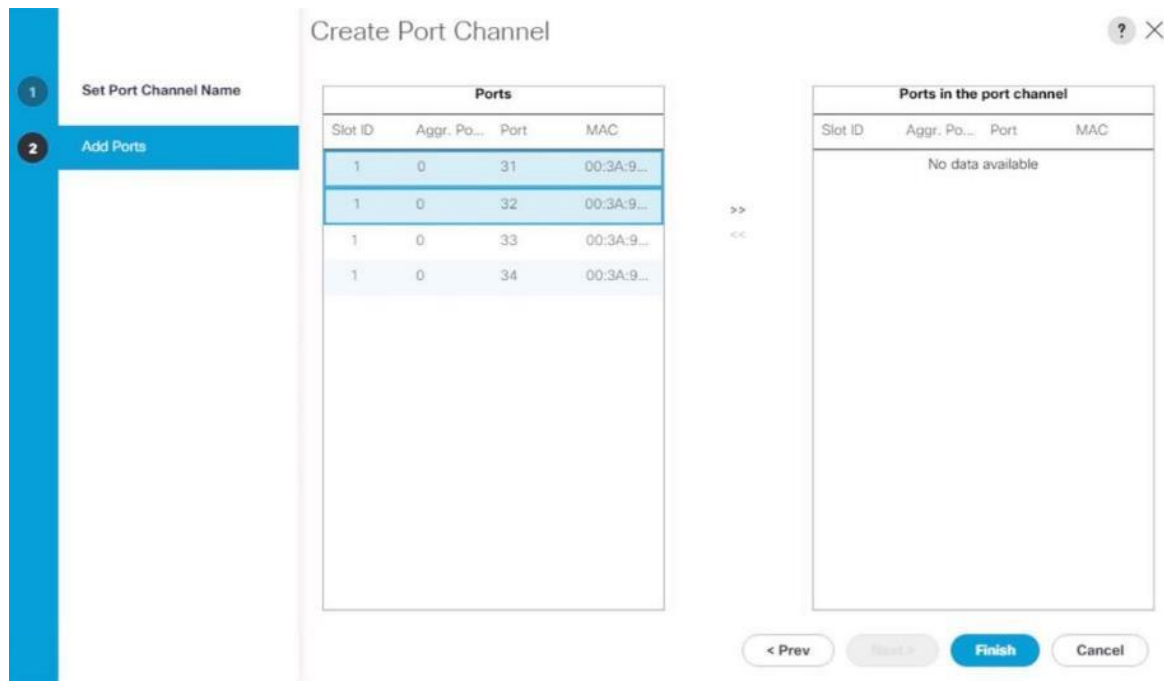 Create Port Channel
?
1 Set Port Channel Name
2 Add Ports
Ports
Slot ID Aggr. Po... Port MAC
1 0 31 00:3A:9...
1 0 32 00:3A:9...
1 0 33 00:3A:9...
1 0 34 00:3A:9...
>>
<<
Ports in the port channel
Slot ID Aggr. Po... Port MAC
No data available
< Prev Next > Finish Cancel